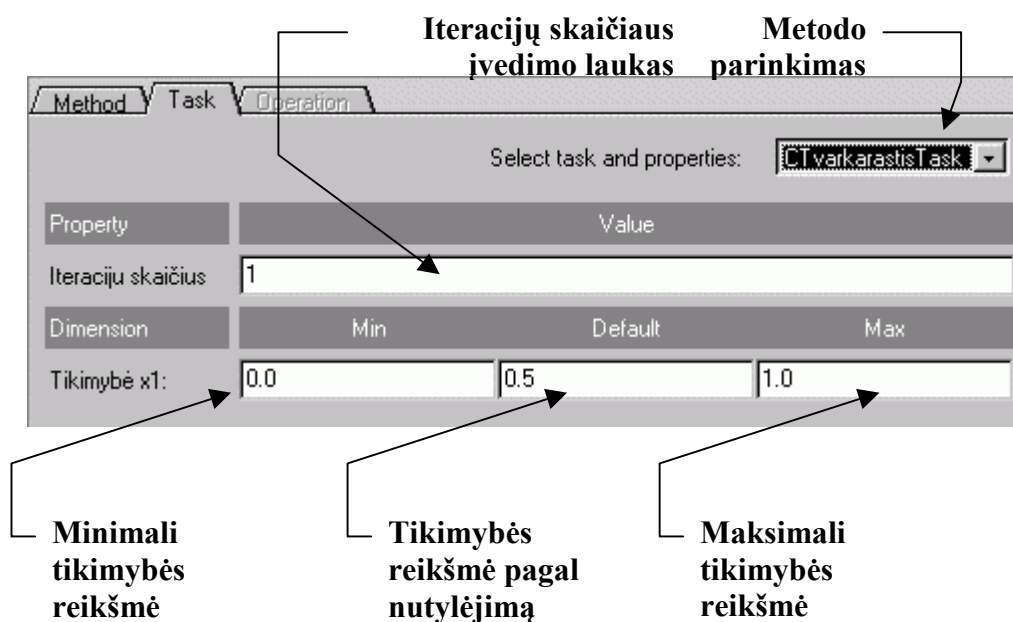 Iteracijų skaičiaus įvedimo laukas
Metodo parinkimas
Method Task Operation
Select task and properties: CTvarkarastisTask
Property Value
Iteraciju skaičius 1
Dimension Min Default Max
Tikimybė x1: 0.0 0.5 1.0
Minimali tikimybės reikšmė
Tikimybės reikšmė pagal nutylėjimą
Maksimali tikimybės reikšmė